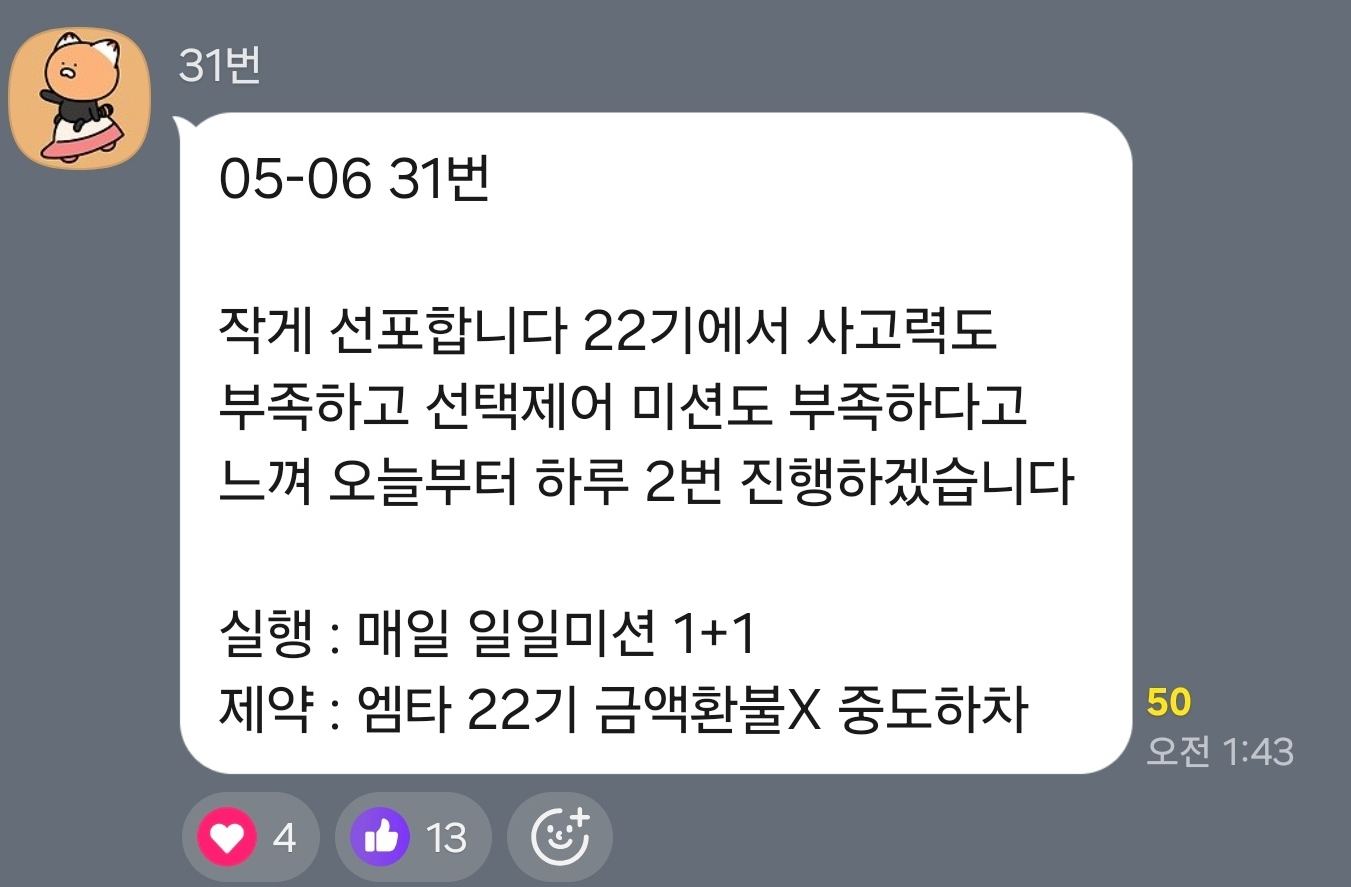 31번
05-06 31번
작게 선포합니다 22기에서 사고력도
부족하고 선택제어 미션도 부족하다고
느껴 오늘부터 하루 2번 진행하겠습니다
실행 : 매일 일일미션 1+1
제약 : 엠타 22기 금액환불X 중도하차
50
오전 1:43
4 13